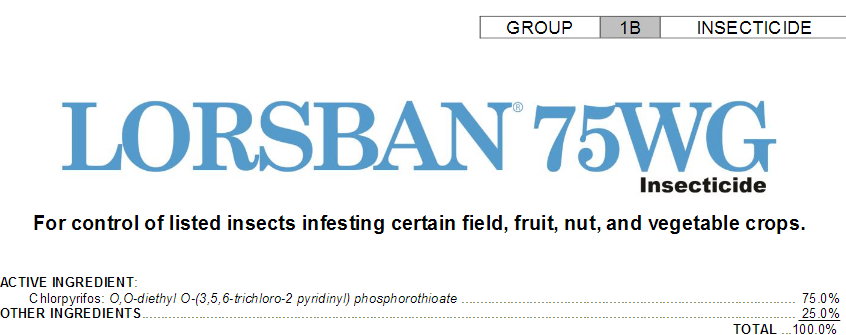 GROUP 1B INSECTICIDE
LORSBAN® 75WG
Insecticide
For control of listed insects infesting certain field, fruit, nut, and vegetable crops.
ACTIVE INGREDIENT:
Chlorpyrifos: O,O-diethyl O-(3,5,6-trichloro-2 pyridinyl) phosphorothioate ........ 75.0%
OTHER INGREDIENTS........ 25.0%
TOTAL ...100.0%